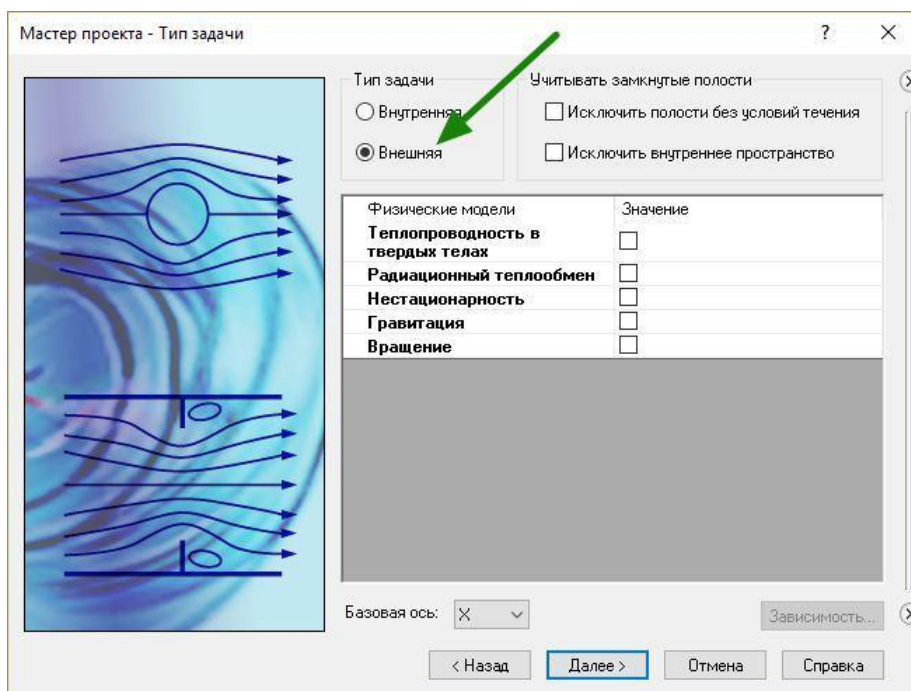 Мастер проекта - Тип задачи
?
Тип задачи
Внутренняя
Внешняя
Учитывать замкнутые полости
Исключить полости без условий течения
Исключить внутреннее пространство
Физические модели Значение
Теплопроводность в
твердых телах
Радиационный теплообмен
Нестационарность
Гравитация
Вращение
Базовая ось: X
Зависимость...
< Назад Далее > Отмена Справка